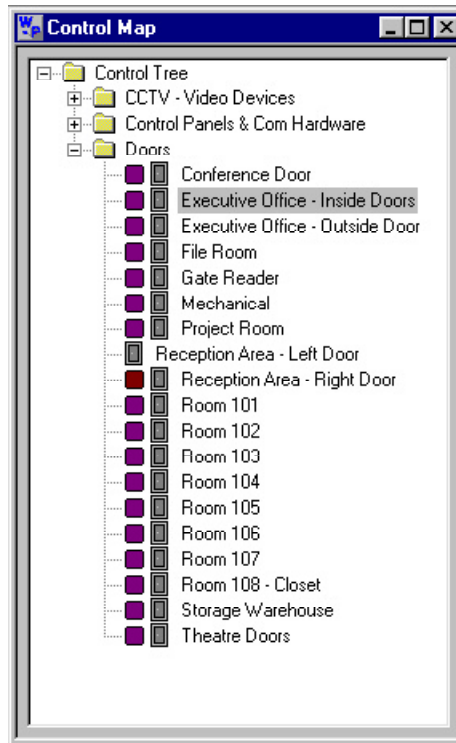 WP Control Map
Control Tree
CCTV - Video Devices
Control Panels & Com Hardware
Doors
Conference Door
Executive Office - Inside Doors
Executive Office - Outside Door
File Room
Gate Reader
Mechanical
Project Room
Reception Area - Left Door
Reception Area - Right Door
Room 101
Room 102
Room 103
Room 104
Room 105
Room 106
Room 107
Room 108 - Closet
Storage Warehouse
Theatre Doors